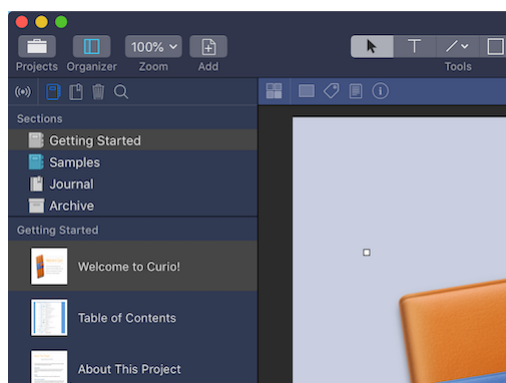 100%
Projects Organizer Zoom Add Tools
Sections
Getting Started
Samples
Journal
Archive
Getting Started
Welcome to Curio!
Table of Contents
About This Project